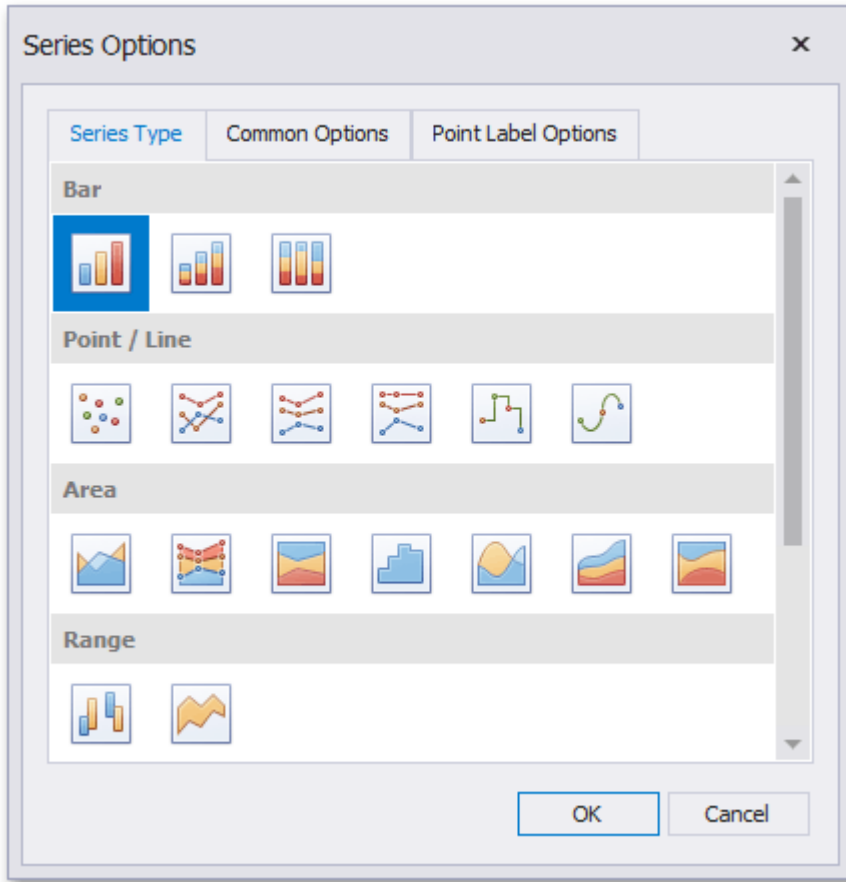 Series Options
Series Type Common Options Point Label Options
Bar
Point / Line
Area
Range
OK Cancel